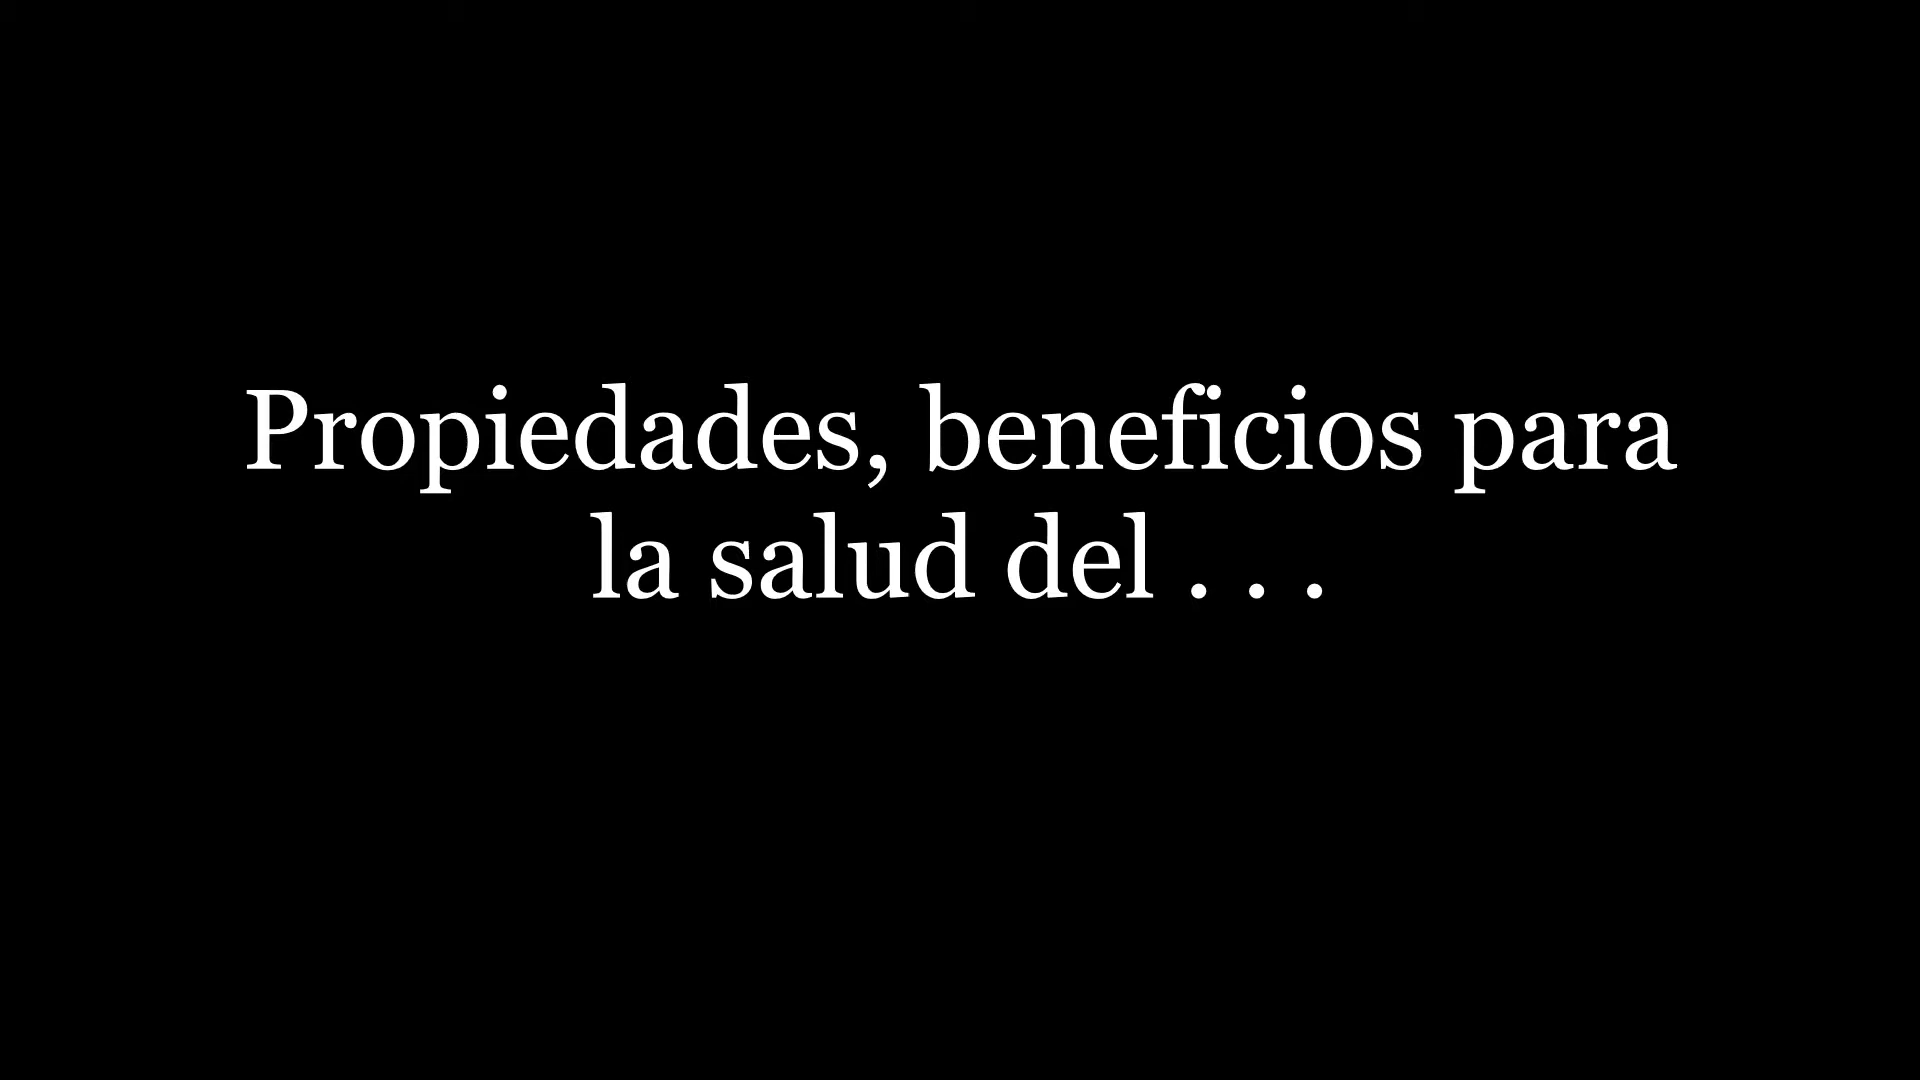 Propiedades, beneficios para
la salud del . . .